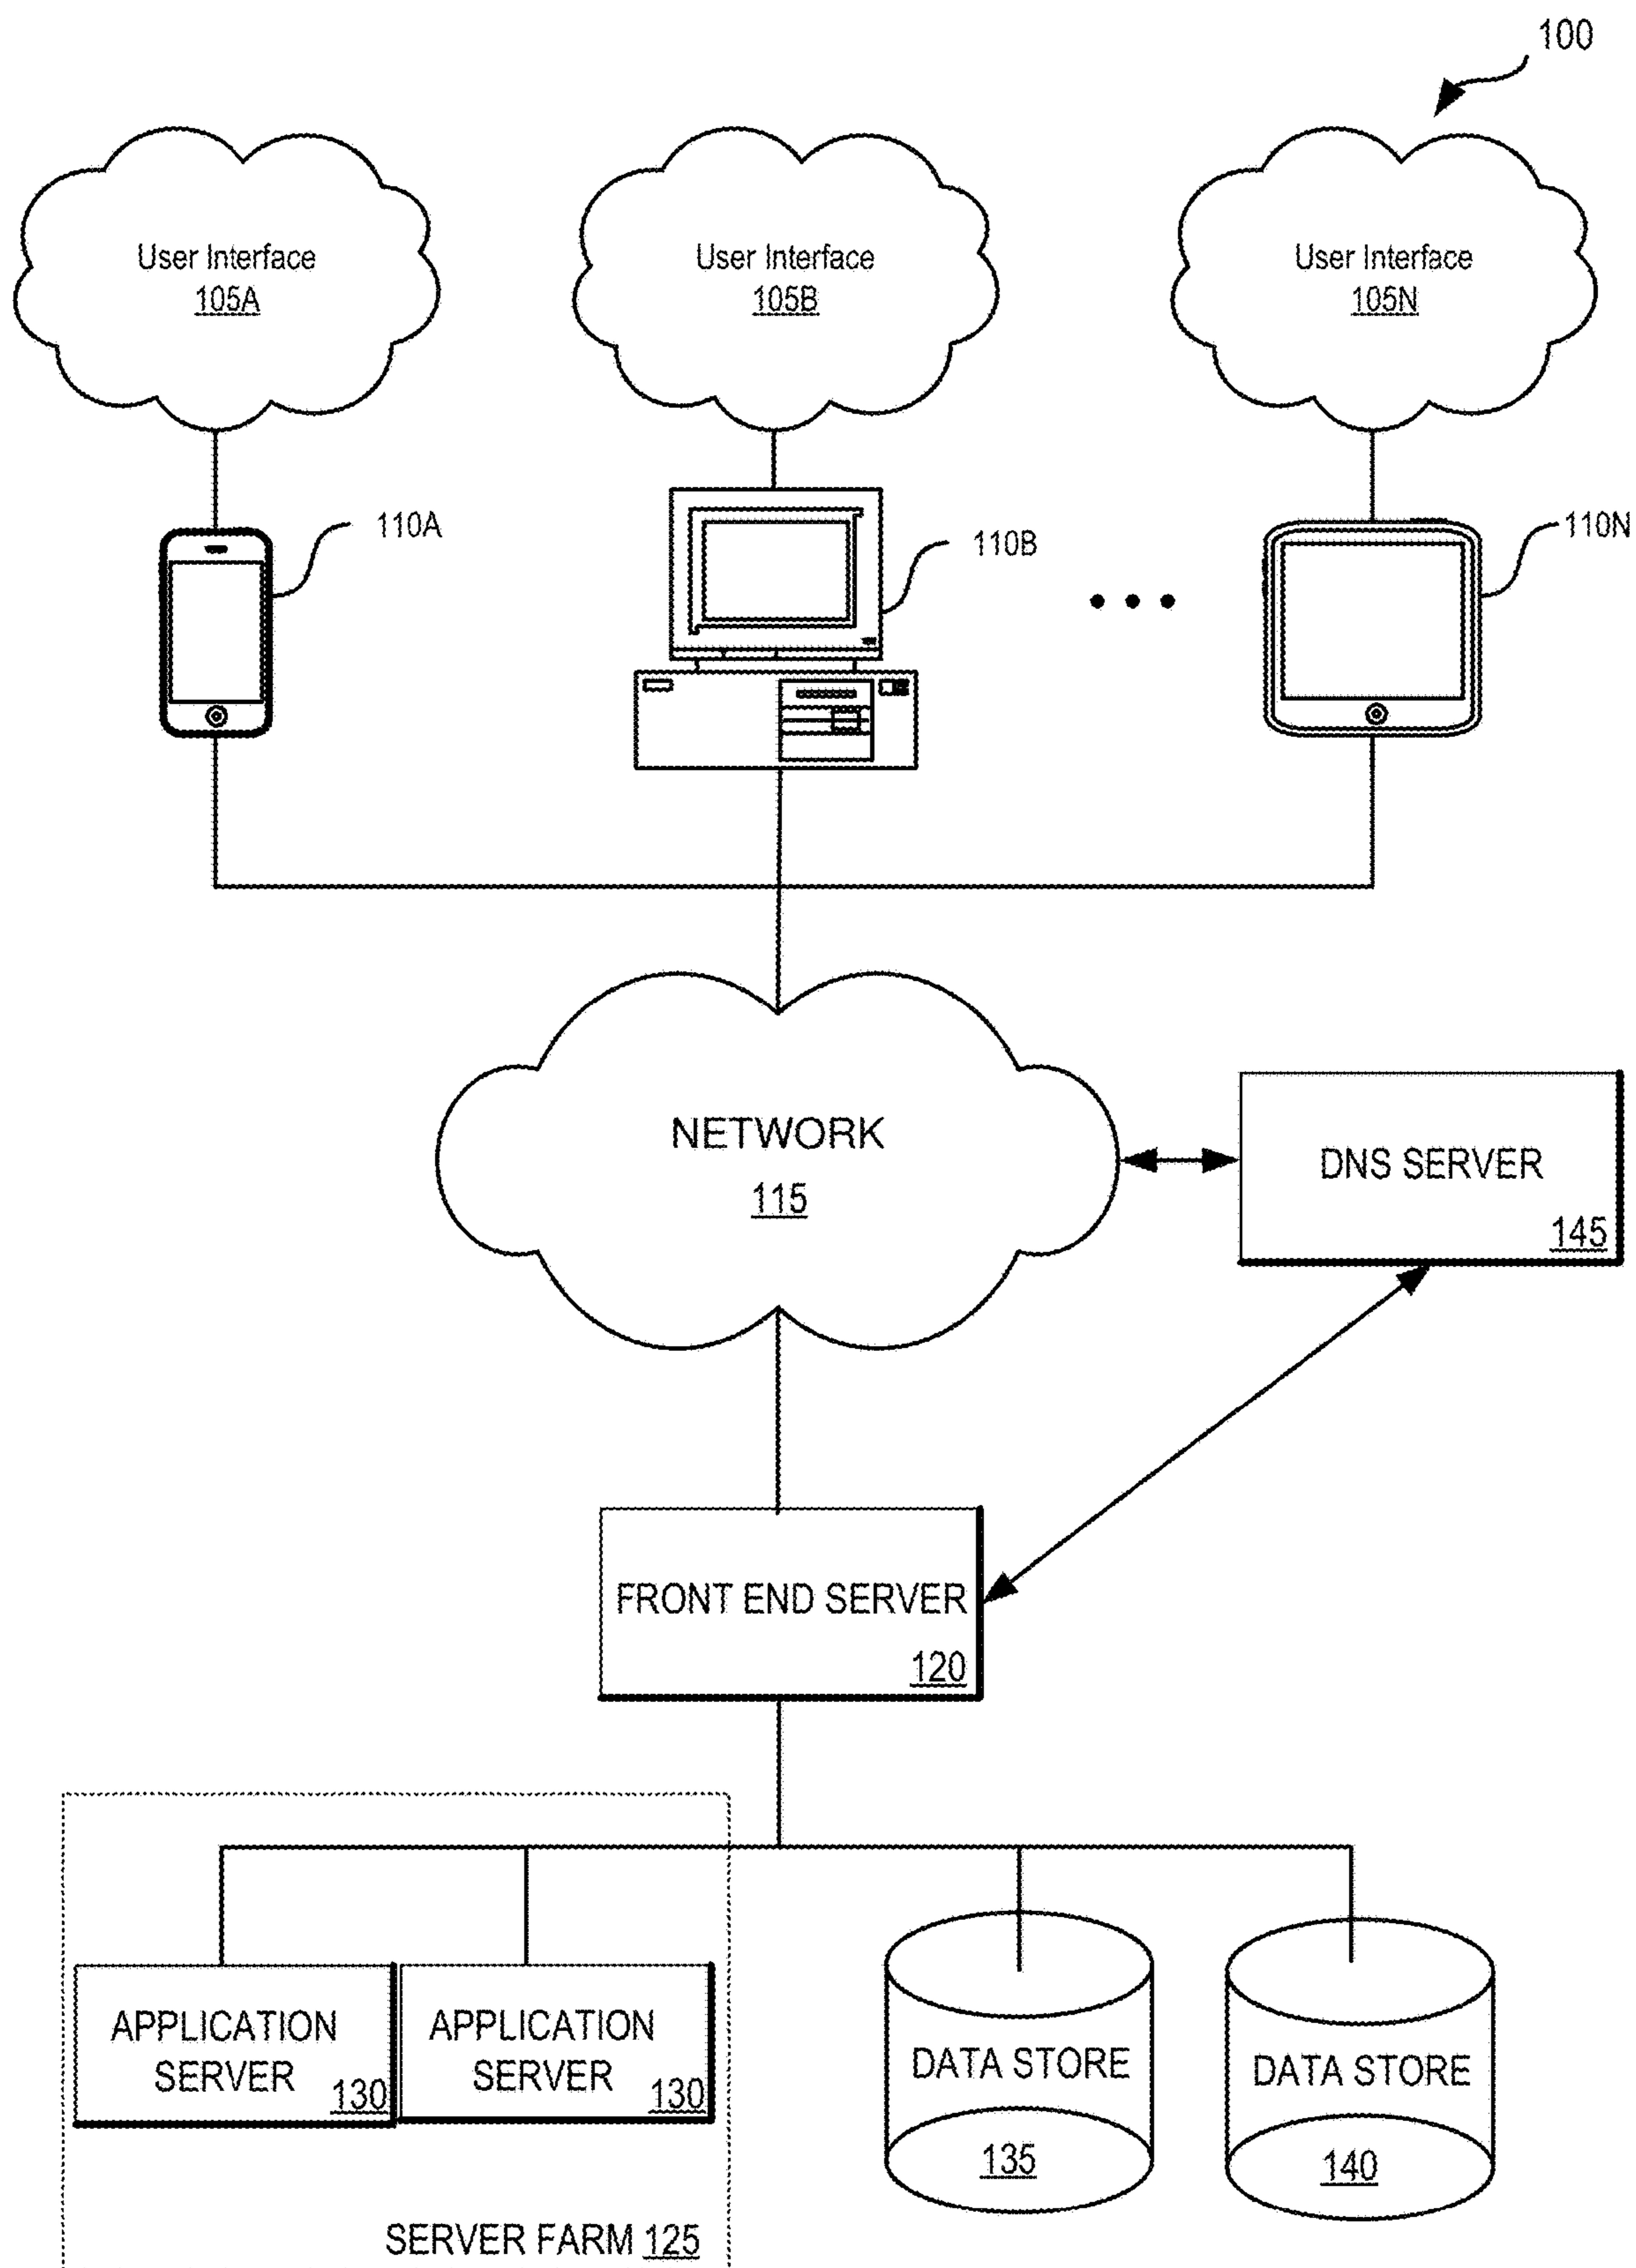 100
User Interface
105A
User Interface
105B
User Interface
105N
110A
110B
110N
NETWORK
115
DNS SERVER
145
FRONT END SERVER
120
APPLICATION
SERVER
130
APPLICATION
SERVER
130
DATA STORE
135
DATA STORE
140
SERVER FARM 125